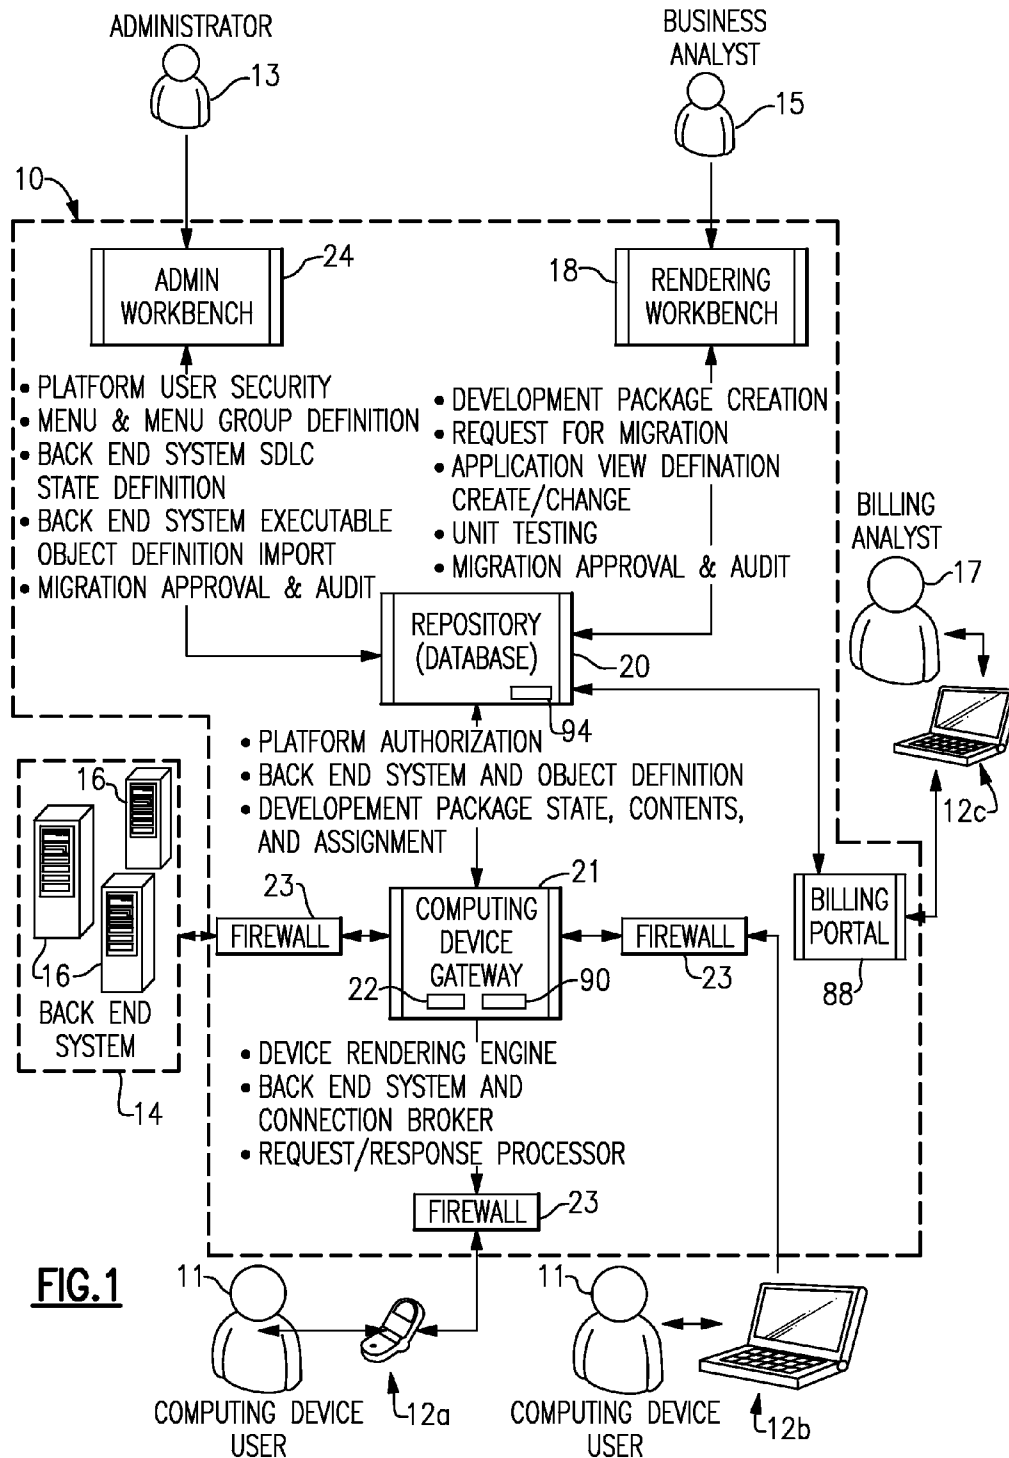 ADMINISTRATOR
13
BUSINESS
ANALYST
15
10
ADMIN
WORKBENCH
24
18
RENDERING
WORKBENCH
• PLATFORM USER SECURITY
• MENU & MENU GROUP DEFINITION
• BACK END SYSTEM SDLC
STATE DEFINITION
• BACK END SYSTEM EXECUTABLE
OBJECT DEFINITION IMPORT
• MIGRATION APPROVAL & AUDIT
• DEVELOPMENT PACKAGE CREATION
• REQUEST FOR MIGRATION
• APPLICATION VIEW DEFINATION
CREATE/CHANGE
• UNIT TESTING
• MIGRATION APPROVAL & AUDIT
BILLING
ANALYST
17
REPOSITORY
(DATABASE)
20
94
12c
• PLATFORM AUTHORIZATION
• BACK END SYSTEM AND OBJECT DEFINITION
• DEVELOPEMENT PACKAGE STATE, CONTENTS,
AND ASSIGNMENT
16
16
16
BACK END
SYSTEM
14
23
FIREWALL
21
COMPUTING
DEVICE
GATEWAY
22
90
FIREWALL
23
BILLING
PORTAL
88
• DEVICE RENDERING ENGINE
• BACK END SYSTEM AND
CONNECTION BROKER
• REQUEST/RESPONSE PROCESSOR
FIREWALL
23
FIG.1
11
COMPUTING DEVICE
USER
12a
11
COMPUTING DEVICE
USER
12b